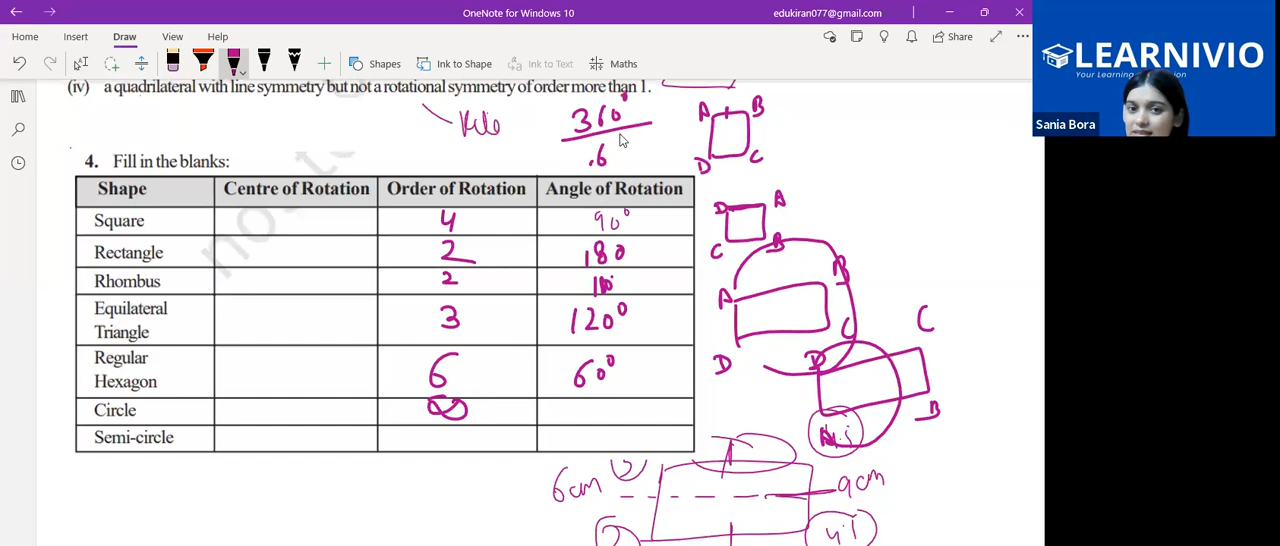 OneNote for Windows 10
edukiran077@gmail.com
Home Insert Draw View Help
Share
Shapes Ink to Shape Ink to Text Maths
LEARNIVIO
Your Learning
Sania Bora
(iv) a quadrilateral with line symmetry but not a rotational symmetry of order more than 1.
360°
6
A B
D C
4. Fill in the blanks:
Shape Centre of Rotation Order of Rotation Angle of Rotation
Square 4 90°
Rectangle 2 180
Rhombus 2
Equilateral Triangle 3 120°
Regular Hexagon 6 60°
Circle ∞
Semi-circle
D A
C B
A B
D C
D C
A B
6cm 9cm